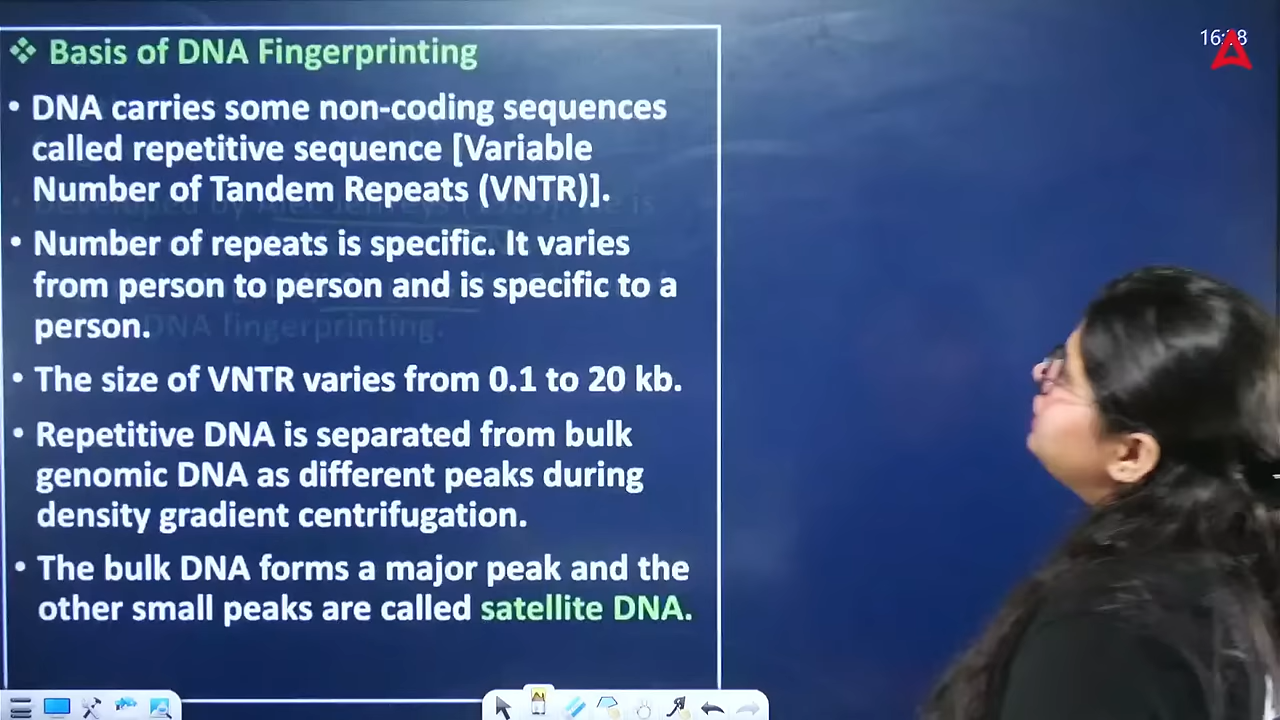 Basis of DNA Fingerprinting
• DNA carries some non-coding sequences
called repetitive sequence [Variable
Number of Tandem Repeats (VNTR)].
• Number of repeats is specific. It varies
from person to person and is specific to a
person.
• The size of VNTR varies from 0.1 to 20 kb.
• Repetitive DNA is separated from bulk
genomic DNA as different peaks during
density gradient centrifugation.
• The bulk DNA forms a major peak and the
other small peaks are called satellite DNA.
DNA fingerprinting.